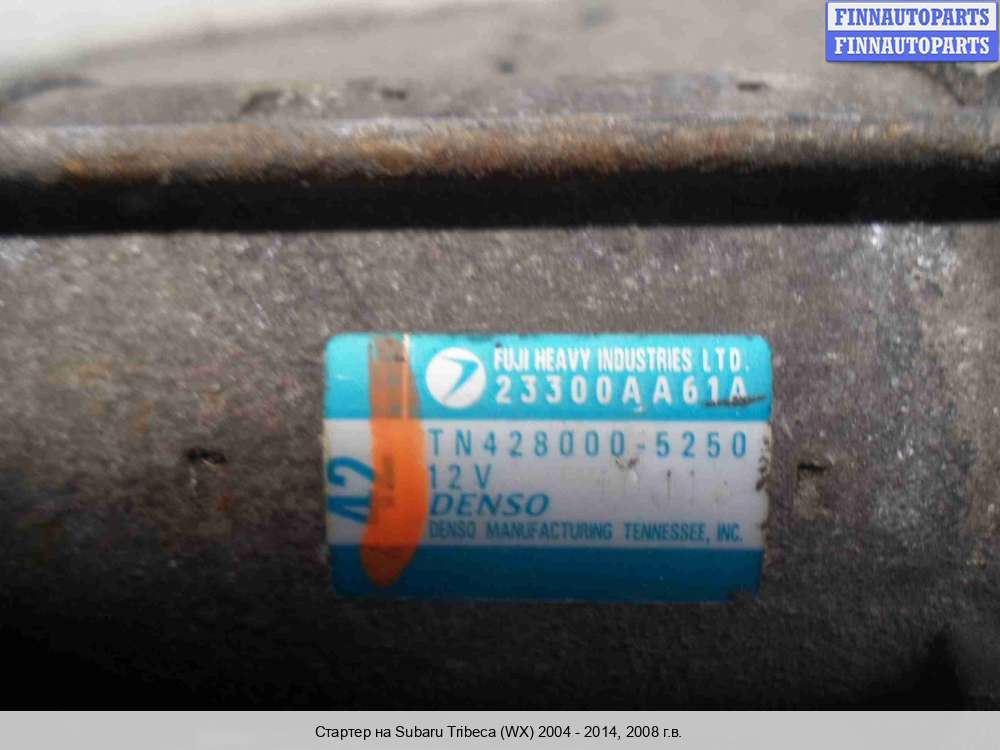 FINNAUTOPARTS
FINNAUTOPARTS
FUJI HEAVY INDUSTRIES LTD.
23300AA61A
TN428000-5250
12V
A2
DENSO
DENSO MANUFACTURING TENNESSEE, INC.
Стартер на Subaru Tribeca (WX) 2004 - 2014, 2008 г.в.